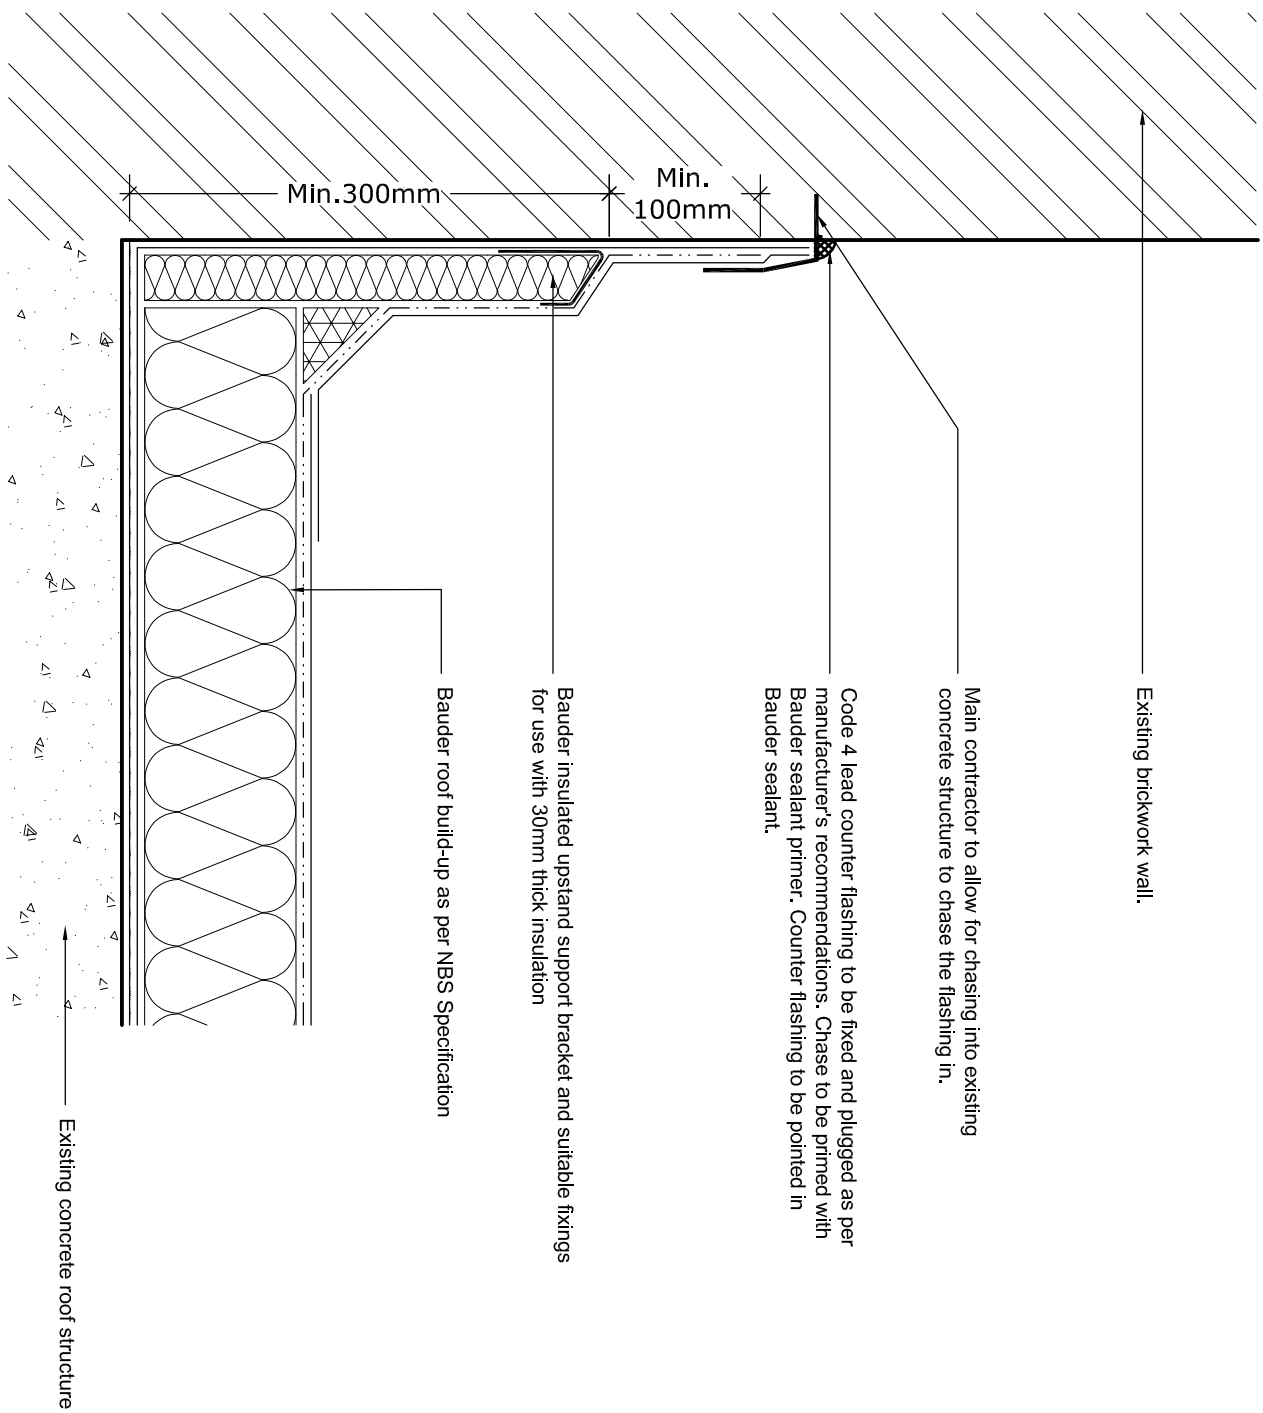 Existing brickwork wall.
Main contractor to allow for chasing into existing
concrete structure to chase the flashing in.
Code 4 lead counter flashing to be fixed and plugged as per
manufacturer's recommendations. Chase to be primed with
Bauder sealant primer. Counter flashing to be pointed in
Bauder sealant.
Min.
100mm
Min.300mm
Bauder insulated upstand support bracket and suitable fixings
for use with 30mm thick insulation
Bauder roof build-up as per NBS Specification
Existing concrete roof structure